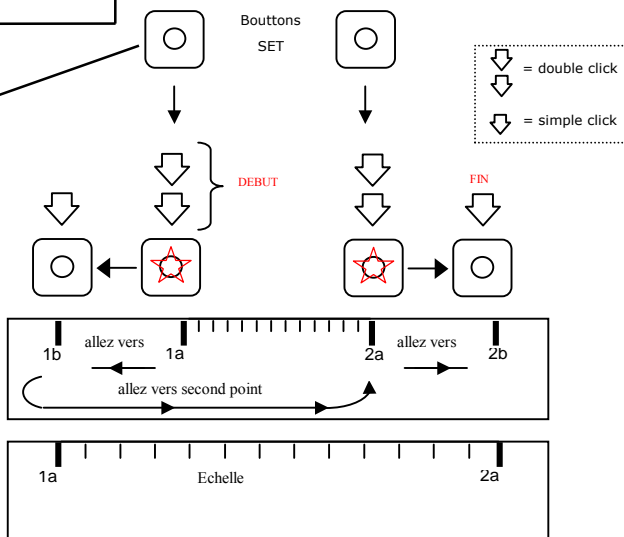 Bouttons
SET
= double click
= simple click
DEBUT
FIN
1b
allez vers
1a
2a
allez vers
2b
allez vers second point
1a
Echelle
2a